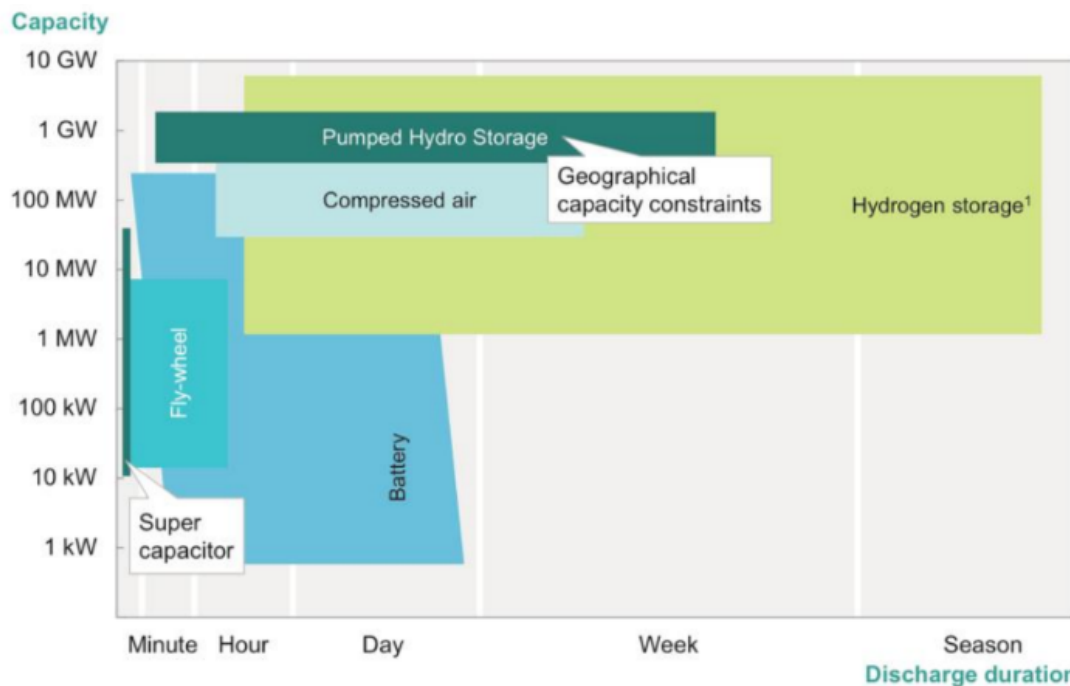 Capacity
10 GW
1 GW
100 MW
10 MW
1 MW
100 kW
10 kW
1 kW
Pumped Hydro Storage
Geographical
capacity constraints
Compressed air
Hydrogen storage¹
Fly-wheel
Battery
Super
capacitor
Minute Hour Day Week Season
Discharge duration